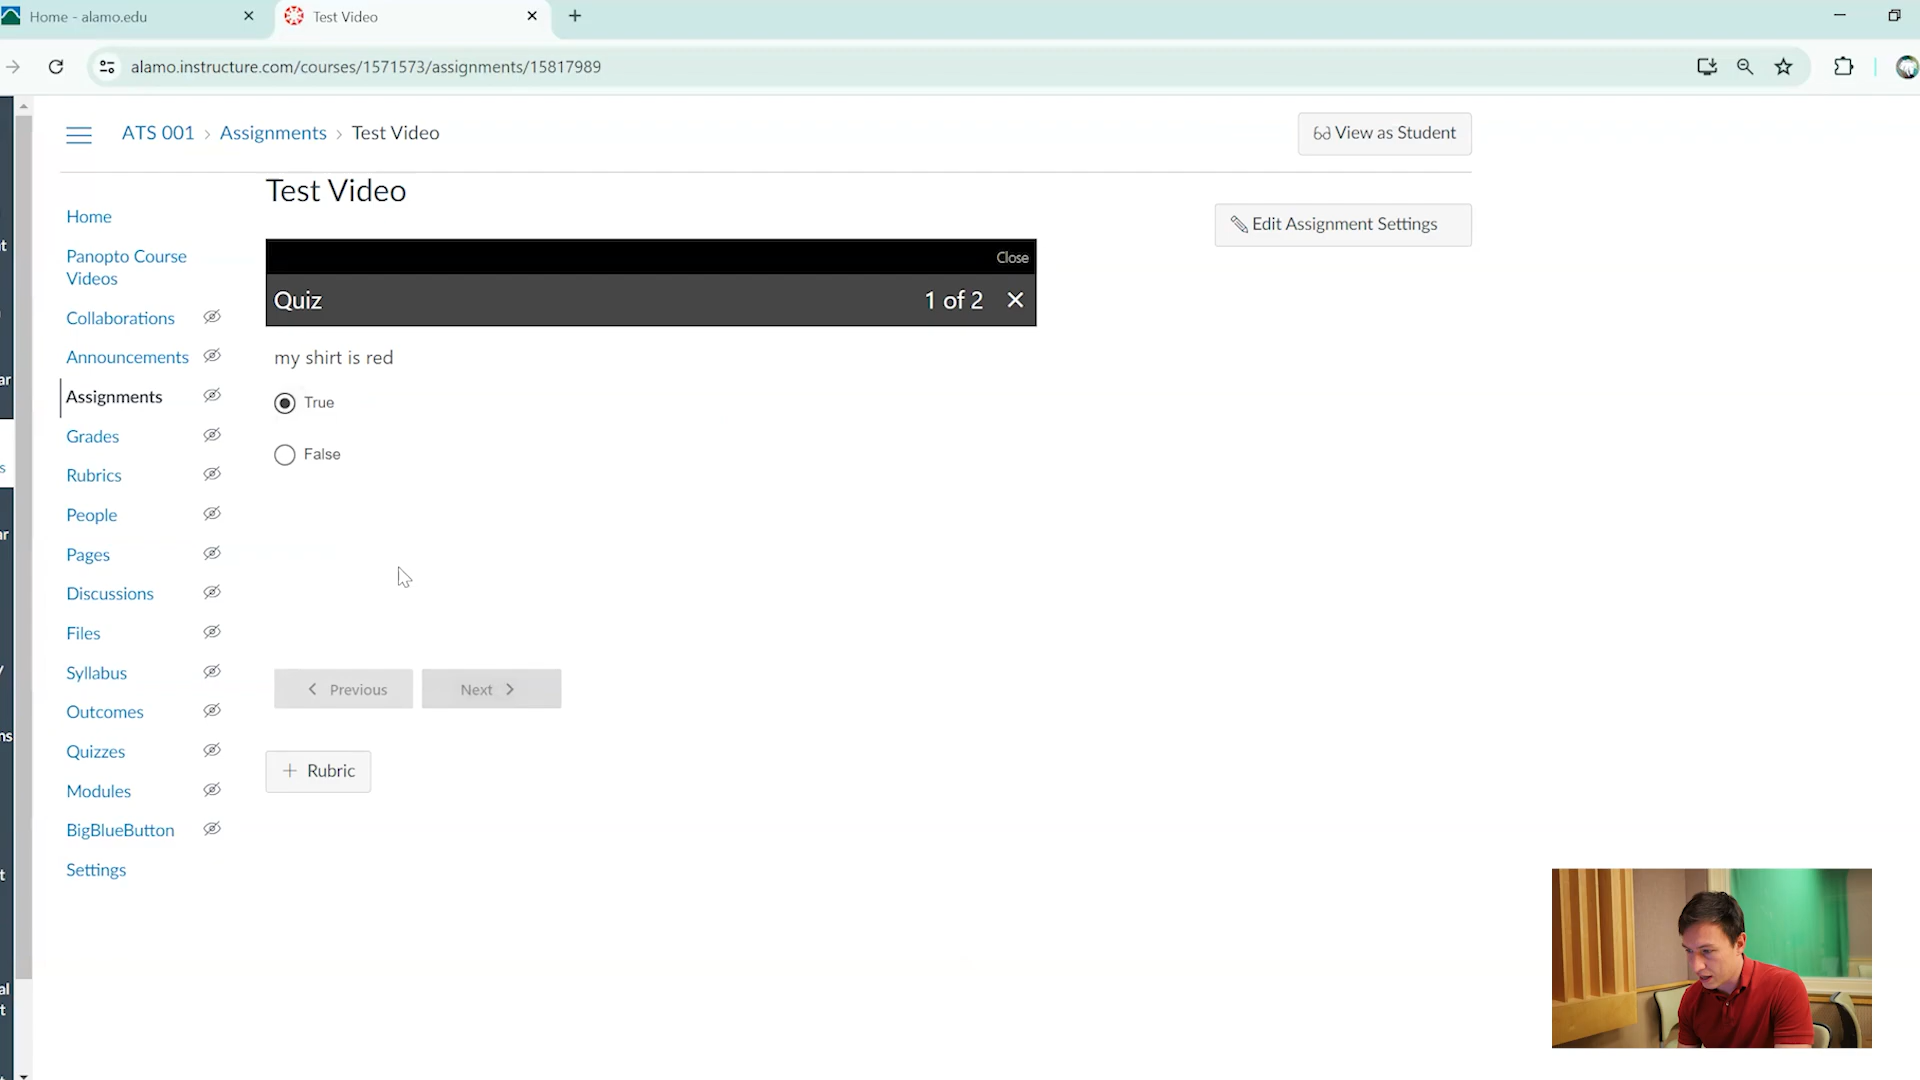 Home - alamo.edu
Test Video
alamo.instructure.com/courses/1571573/assignments/15817989
ATS 001 › Assignments › Test Video
View as Student
Test Video
Edit Assignment Settings
Home
Panopto Course
Videos
Collaborations
Announcements
Assignments
Grades
Rubrics
People
Pages
Discussions
Files
Syllabus
Outcomes
Quizzes
Modules
BigBlueButton
Settings
Close
Quiz
1 of 2
my shirt is red
True
False
Previous
Next
+ Rubric